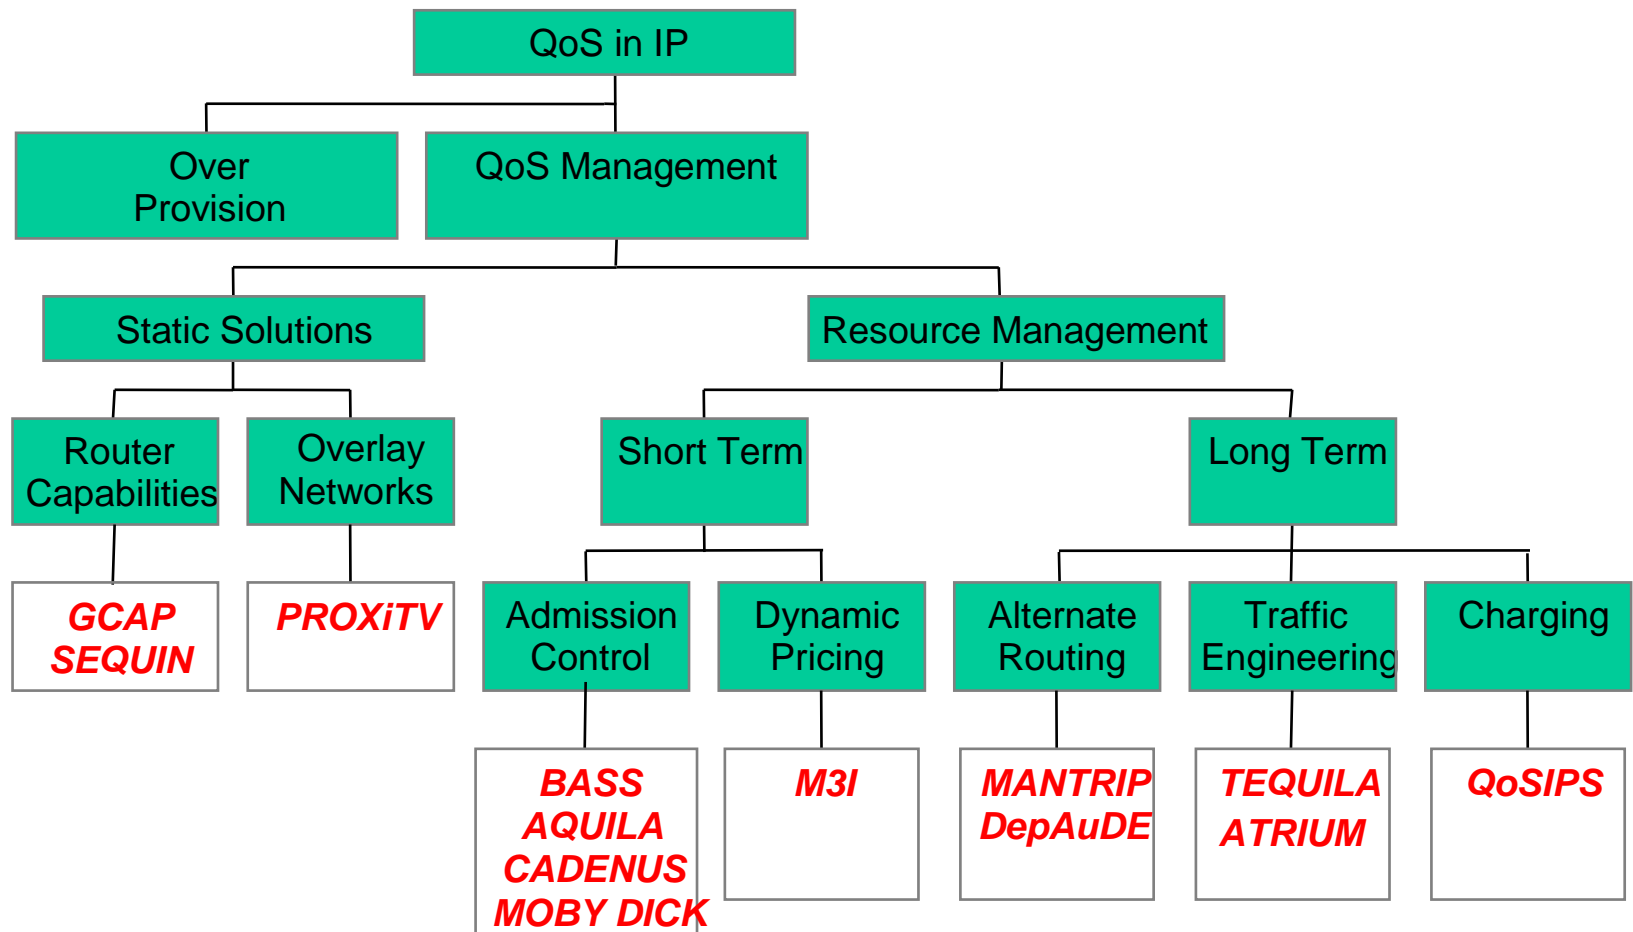 QoS in IP
Over
Provision
QoS Management
Static Solutions
Resource Management
Router
Capabilities
Overlay
Networks
Short Term
Long Term
GCAP
SEQUIN
PROXiTV
Admission
Control
Dynamic
Pricing
Alternate
Routing
Traffic
Engineering
Charging
BASS
AQUILA
CADENUS
MOBY DICK
M3I
MANTRIP
DepAuDE
TEQUILA
ATRIUM
QoSIPS